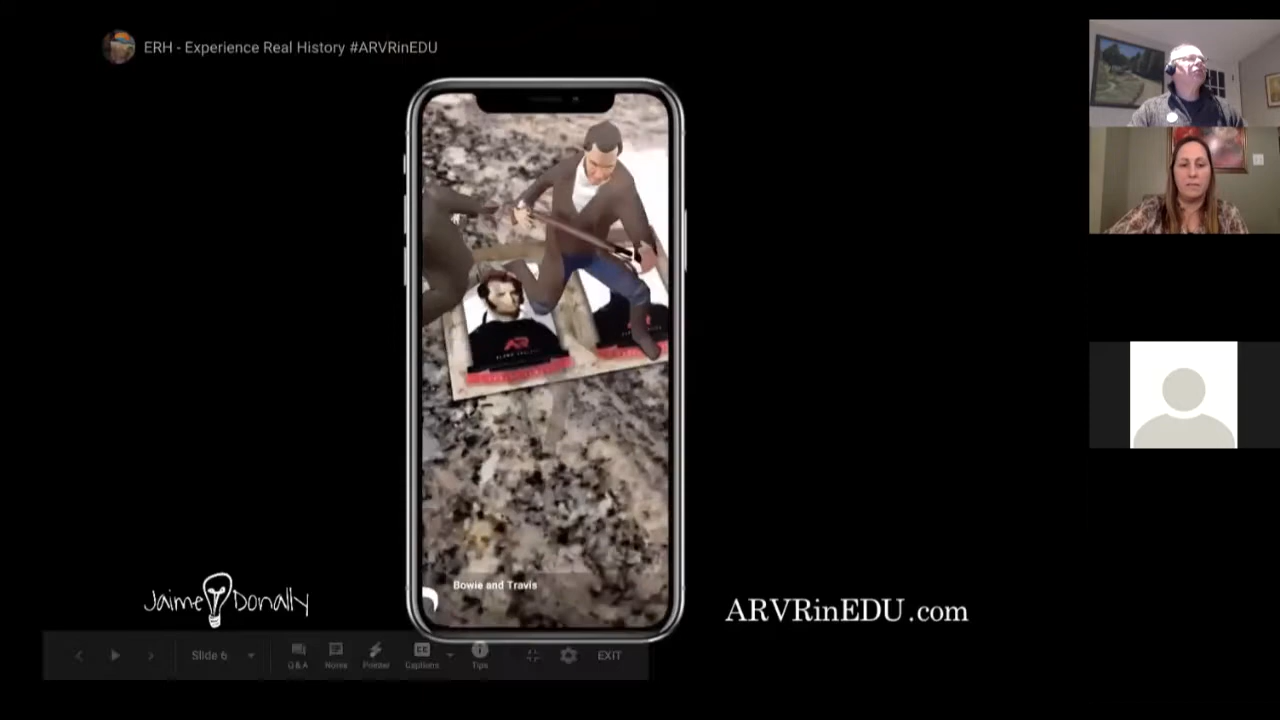 ERH - Experience Real History #ARVRinEDU
AR
Bowie and Travis
Jaime Donally
ARVRinEDU.com
Slide 6
Q&A
Notes
Pointer
Captions
Tips
EXIT